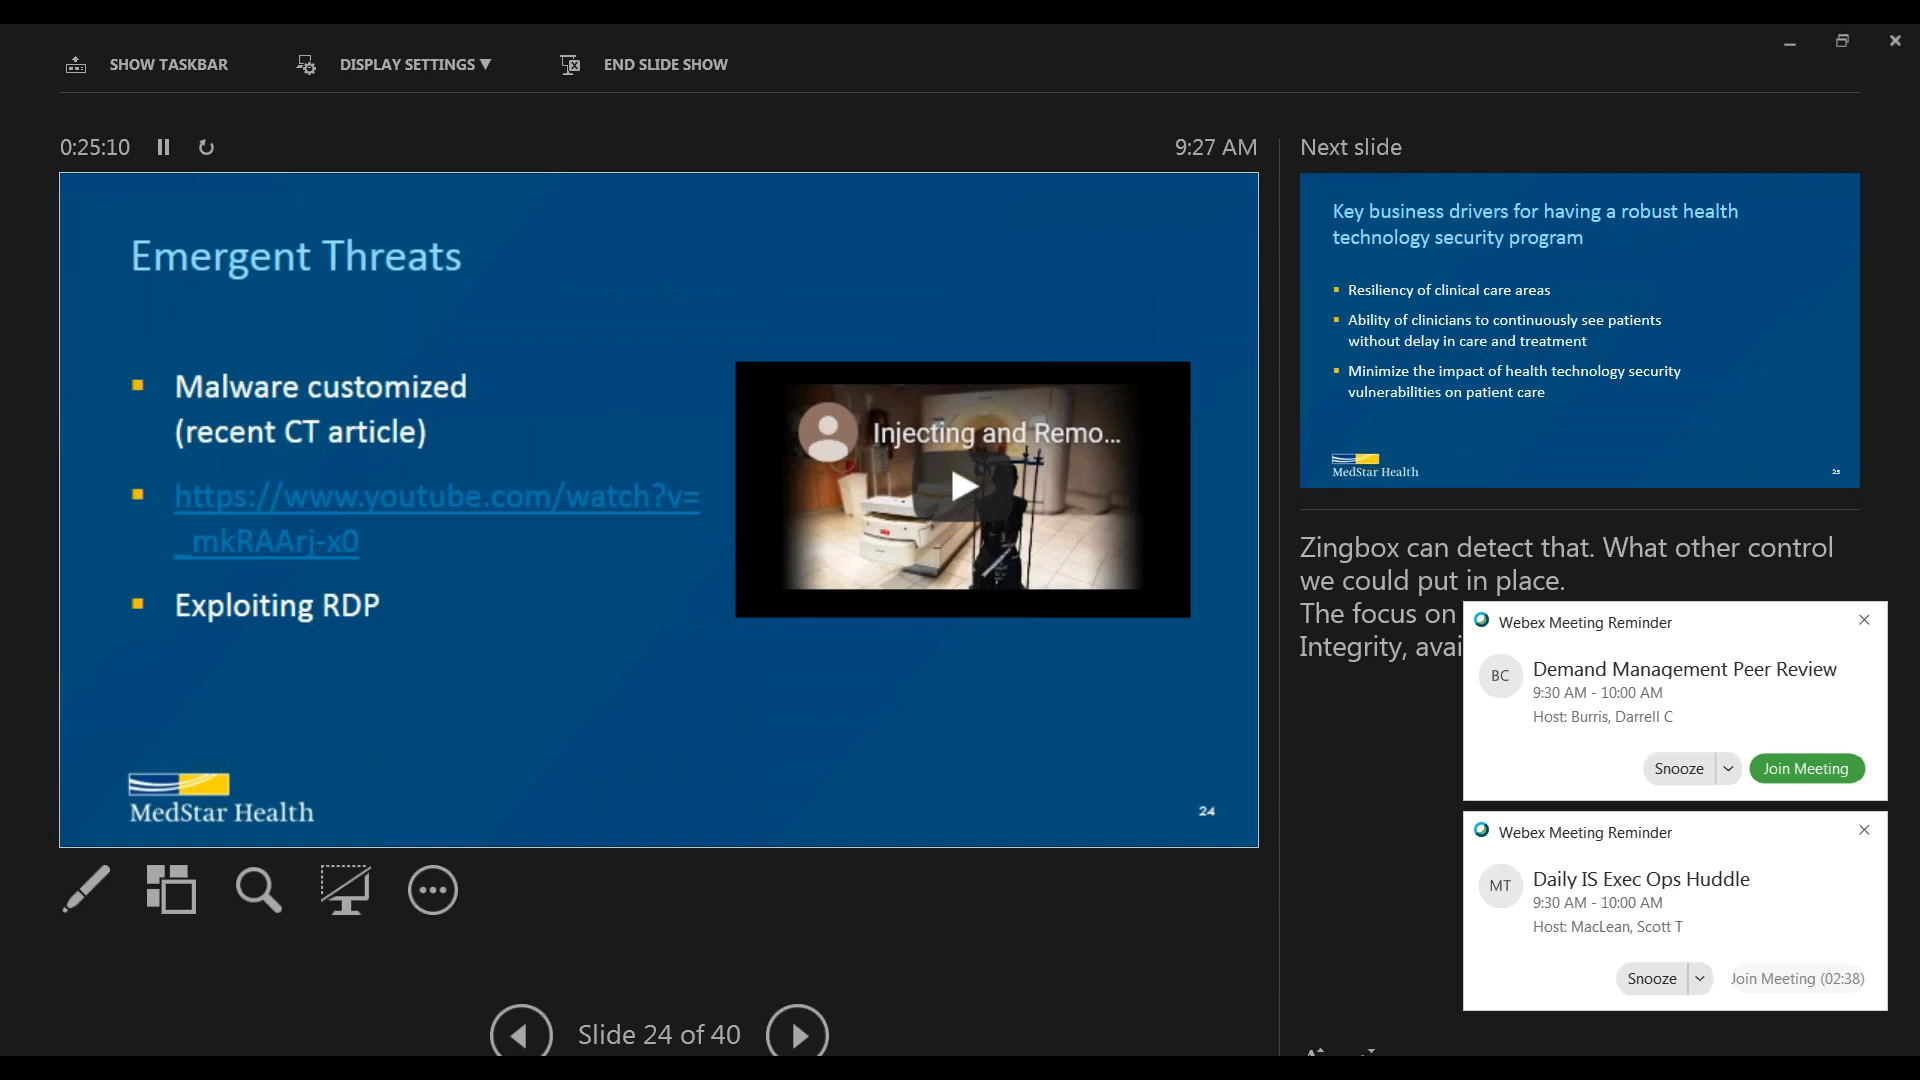 SHOW TASKBAR
DISPLAY SETTINGS ▼
END SLIDE SHOW
0:25:10
9:27 AM
Emergent Threats
Malware customized
(recent CT article)
https://www.youtube.com/watch?v=
_mkRAArj-x0
Exploiting RDP
Injecting and Remo...
MedStar Health
24
Slide 24 of 40
Next slide
Key business drivers for having a robust health
technology security program
Resiliency of clinical care areas
Ability of clinicians to continuously see patients
without delay in care and treatment
Minimize the impact of health technology security
vulnerabilities on patient care
MedStar Health
25
Zingbox can detect that. What other control
we could put in place.
The focus on
Integrity, avai
Webex Meeting Reminder
BC
Demand Management Peer Review
9:30 AM - 10:00 AM
Host: Burris, Darrell C
Snooze
Join Meeting
Webex Meeting Reminder
MT
Daily IS Exec Ops Huddle
9:30 AM - 10:00 AM
Host: MacLean, Scott T
Snooze
Join Meeting (02:38)